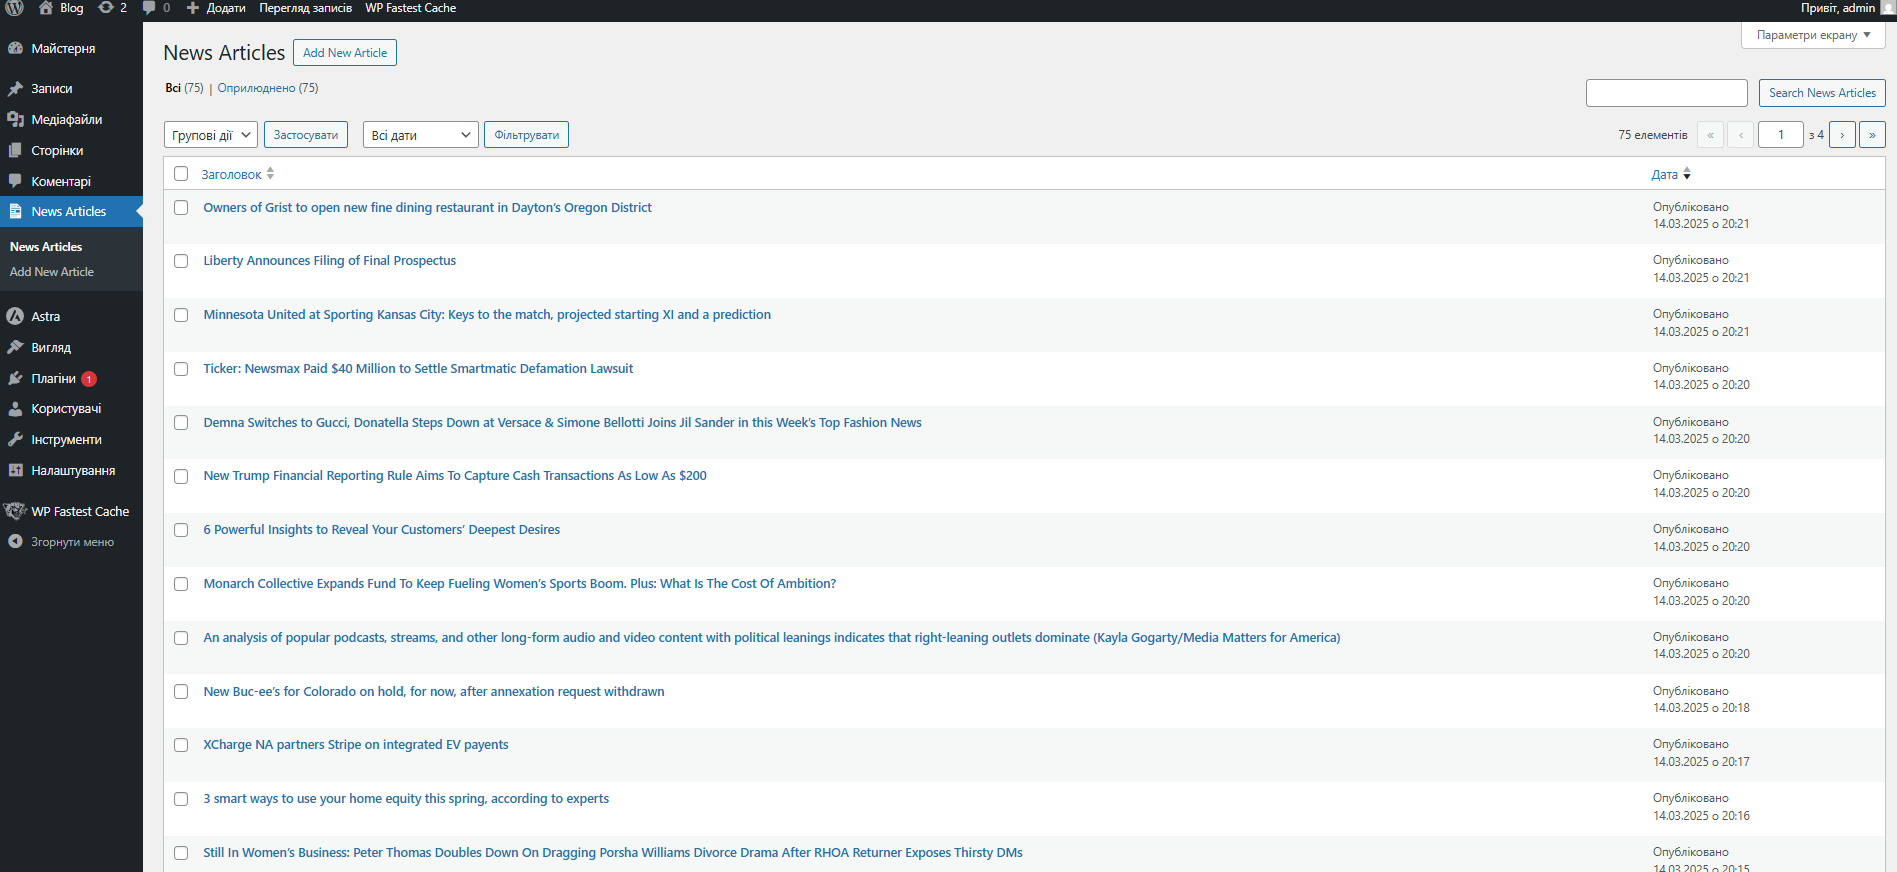 Blog 2 0 Додати Перегляд записів WP Fastest Cache Привіт, admin
Майстерня
Записи
Медіафайли
Сторінки
Коментарі
News Articles
News Articles
Add New Article
Astra
Вигляд
Плагіни 1
Користувачі
Інструменти
Налаштування
WP Fastest Cache
Згорнути меню
Параметри екрану
News Articles Add New Article
Всі (75) | Оприлюднено (75)
Search News Articles
Групові дії Застосувати Всі дати Фільтрувати 75 елементів « ‹ 1 з 4 › »
Заголовок Дата
Owners of Grist to open new fine dining restaurant in Dayton’s Oregon District Опубліковано
14.03.2025 о 20:21
Liberty Announces Filing of Final Prospectus Опубліковано
14.03.2025 о 20:21
Minnesota United at Sporting Kansas City: Keys to the match, projected starting XI and a prediction Опубліковано
14.03.2025 о 20:21
Ticker: Newsmax Paid $40 Million to Settle Smartmatic Defamation Lawsuit Опубліковано
14.03.2025 о 20:20
Demna Switches to Gucci, Donatella Steps Down at Versace & Simone Bellotti Joins Jil Sander in this Week’s Top Fashion News Опубліковано
14.03.2025 о 20:20
New Trump Financial Reporting Rule Aims To Capture Cash Transactions As Low As $200 Опубліковано
14.03.2025 о 20:20
6 Powerful Insights to Reveal Your Customers’ Deepest Desires Опубліковано
14.03.2025 о 20:20
Monarch Collective Expands Fund To Keep Fueling Women’s Sports Boom. Plus: What Is The Cost Of Ambition? Опубліковано
14.03.2025 о 20:20
An analysis of popular podcasts, streams, and other long-form audio and video content with political leanings indicates that right-leaning outlets dominate (Kayla Gogarty/Media Matters for America) Опубліковано
14.03.2025 о 20:20
New Buc-ee’s for Colorado on hold, for now, after annexation request withdrawn Опубліковано
14.03.2025 о 20:18
XCharge NA partners Stripe on integrated EV payents Опубліковано
14.03.2025 о 20:17
3 smart ways to use your home equity this spring, according to experts Опубліковано
14.03.2025 о 20:16
Still In Women’s Business: Peter Thomas Doubles Down On Dragging Porsha Williams Divorce Drama After RHOA Returner Exposes Thirsty DMs Опубліковано
14.03.2025 о 20:15